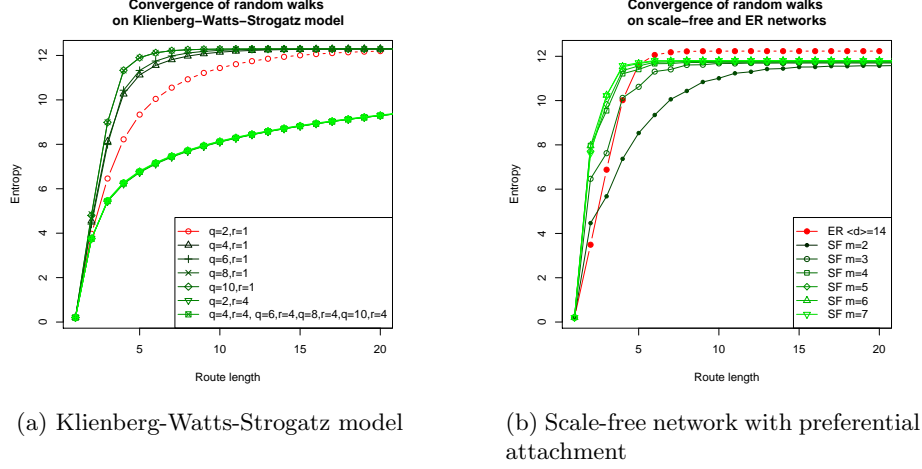 Convergence of random walks
on Klienberg−Watts−Strogatz model
Entropy
12
10
8
6
4
2
0
q=2,r=1
q=4,r=1
q=6,r=1
q=8,r=1
q=10,r=1
q=2,r=4
q=4,r=4, q=6,r=4,q=8,r=4,q=10,r=4
5
10
15
20
Route length
(a) Klienberg-Watts-Strogatz model
Convergence of random walks
on scale−free and ER networks
Entropy
12
10
8
6
4
2
0
ER <d>=14
SF m=2
SF m=3
SF m=4
SF m=5
SF m=6
SF m=7
5
10
15
20
Route length
(b) Scale-free network with preferential
attachment